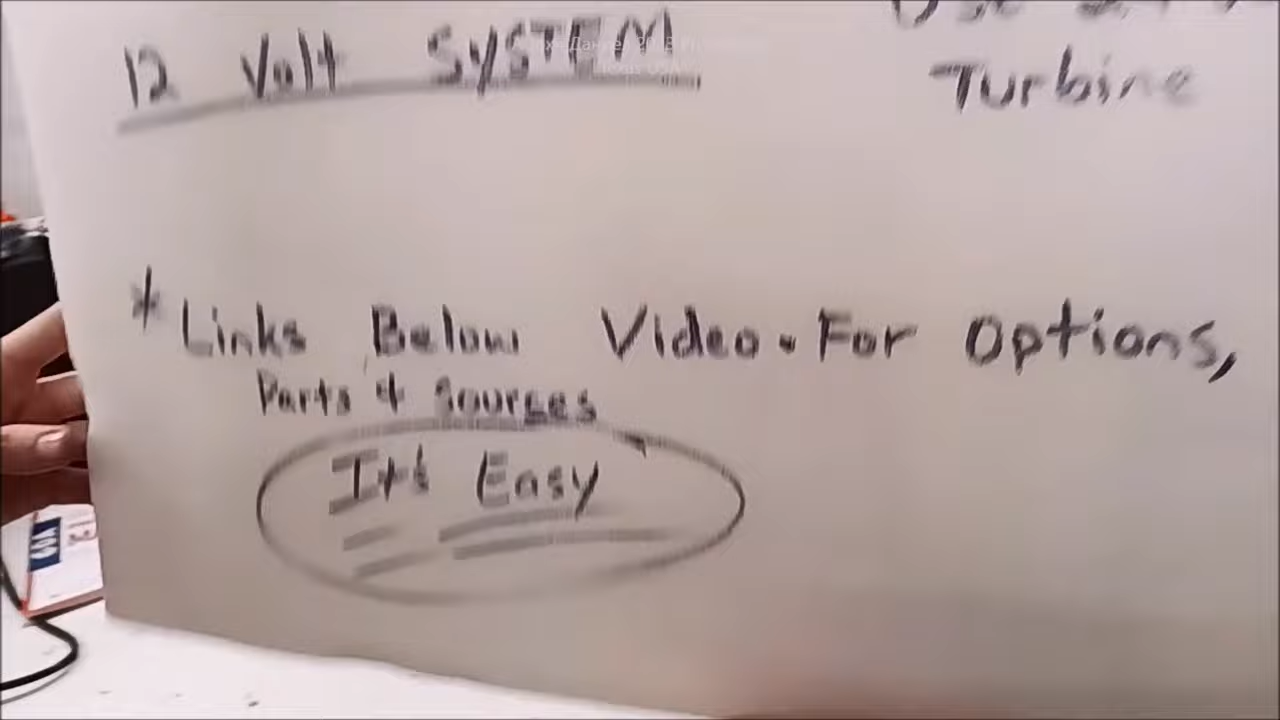 12 Volt SYSTEM
Turbine
* Links Below Video. For Options,
Parts & Sources
It's Easy